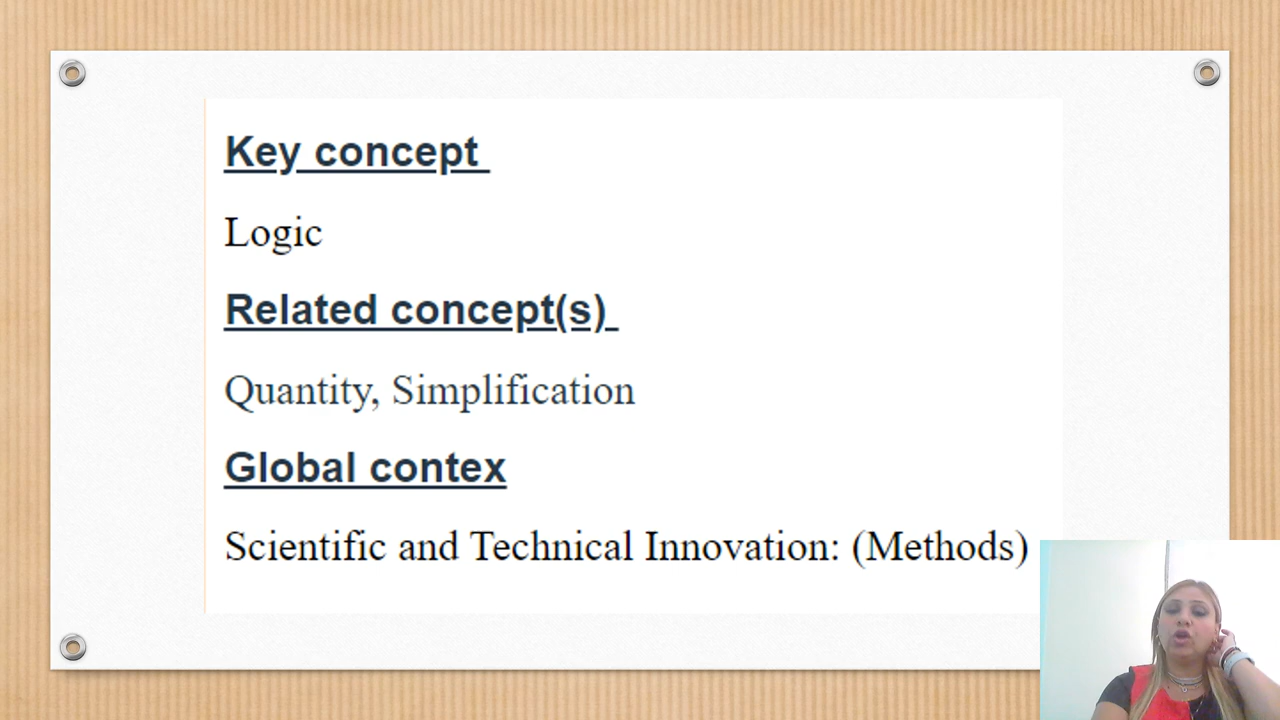 Key concept
Logic
Related concept(s)
Quantity, Simplification
Global contex
Scientific and Technical Innovation: (Methods)